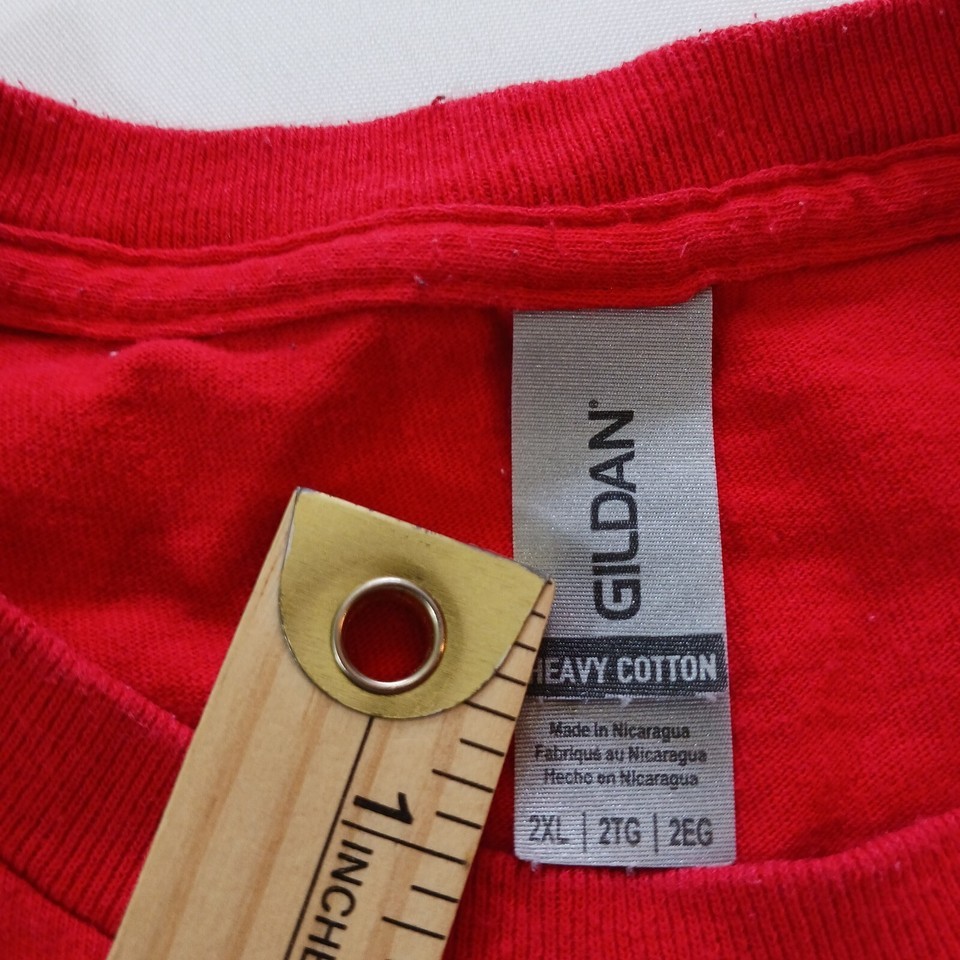 GILDAN®
HEAVY COTTON
Made in Nicaragua
Fabriqué au Nicaragua
Hecho en Nicaragua
2XL | 2TG | 2EG
1
INCHE